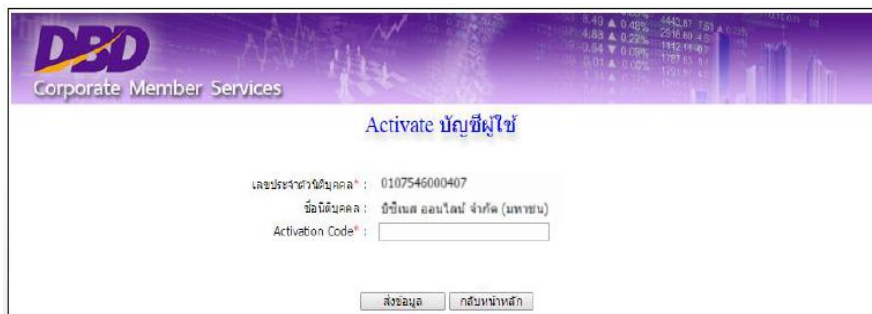 DBD
Corporate Member Services
Activate บัญชีผู้ใช้
เลขประจำตัวนิติบุคคล* : 0107546000407
ชื่อนิติบุคคล : บิซิเนส ออนไลน์ จำกัด (มหาชน)
Activation Code* :
ส่งข้อมูล กลับหน้าหลัก